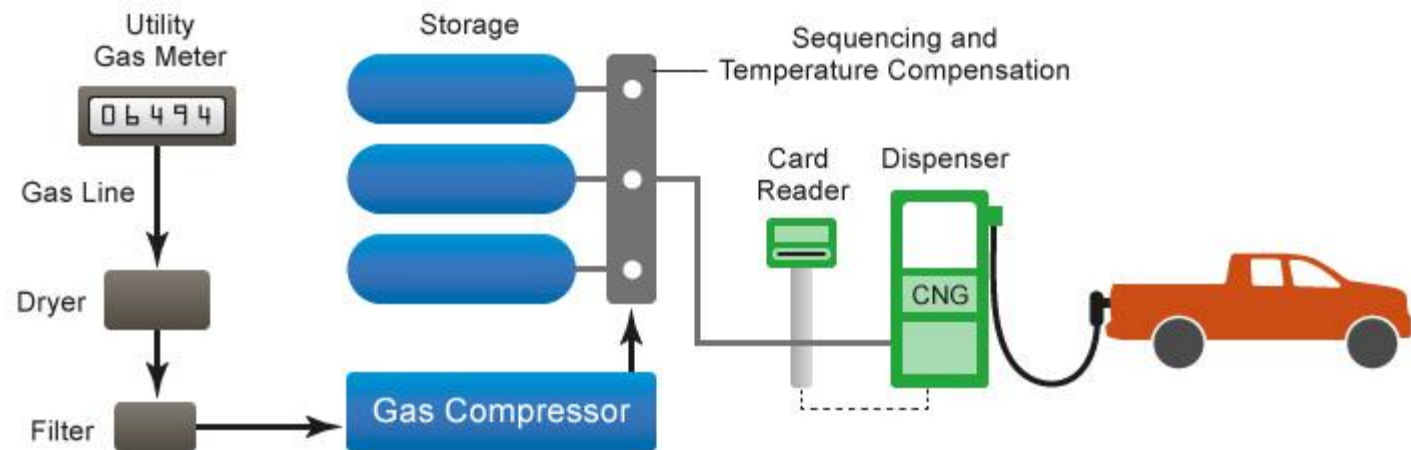 Utility
Gas Meter
06494
Gas Line
Dryer
Filter
Storage
Gas Compressor
Sequencing and
Temperature Compensation
Card
Reader
Dispenser
CNG